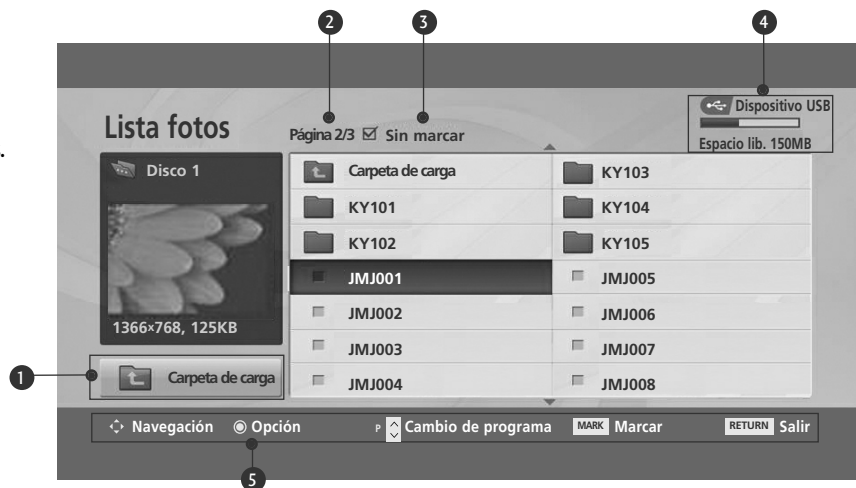 2 3 4
Dispositivo USB
Espacio lib. 150MB
Lista fotos
Página 2/3 Sin marcar
.
Disco 1
1366×768, 125KB
1 Carpeta de carga
Carpeta de carga KY103
KY101 KY104
KY102 KY105
JMJ001 JMJ005
JMJ002 JMJ006
JMJ003 JMJ007
JMJ004 JMJ008
Navegación Opción P Cambio de programa MARK Marcar RETURN Salir
5